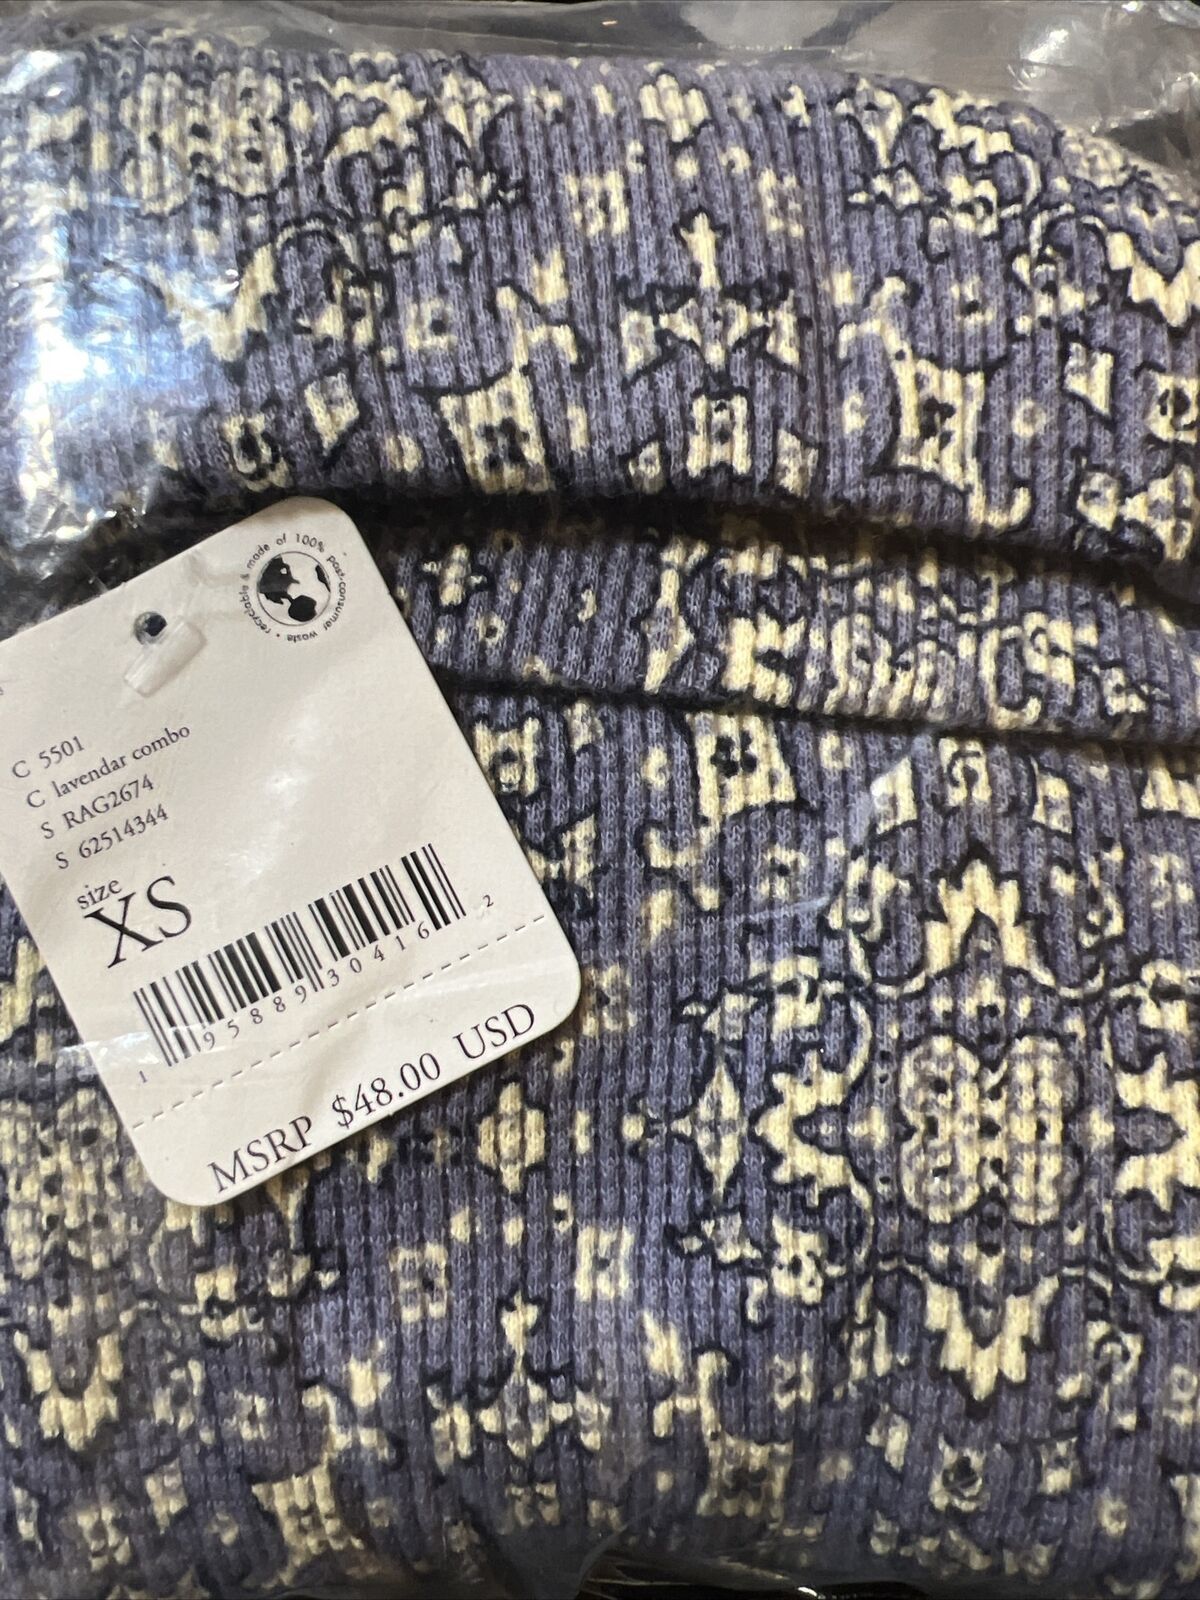 recyclable & made of 100% post-consumer waste •
C 5501
C lavendar combo
S RAG2674
S 62514344
size
XS
1 95889 30416 2
MSRP $48.00 USD